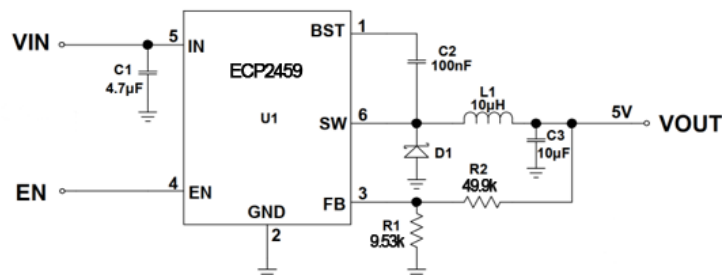 VIN
5
IN
C1
4.7µF
ECP2459
U1
BST
1
C2
100nF
SW
6
L1
10µH
5V
VOUT
C3
10µF
D1
R2
49.9k
EN
4
EN
GND
2
FB
3
R1
9.53k